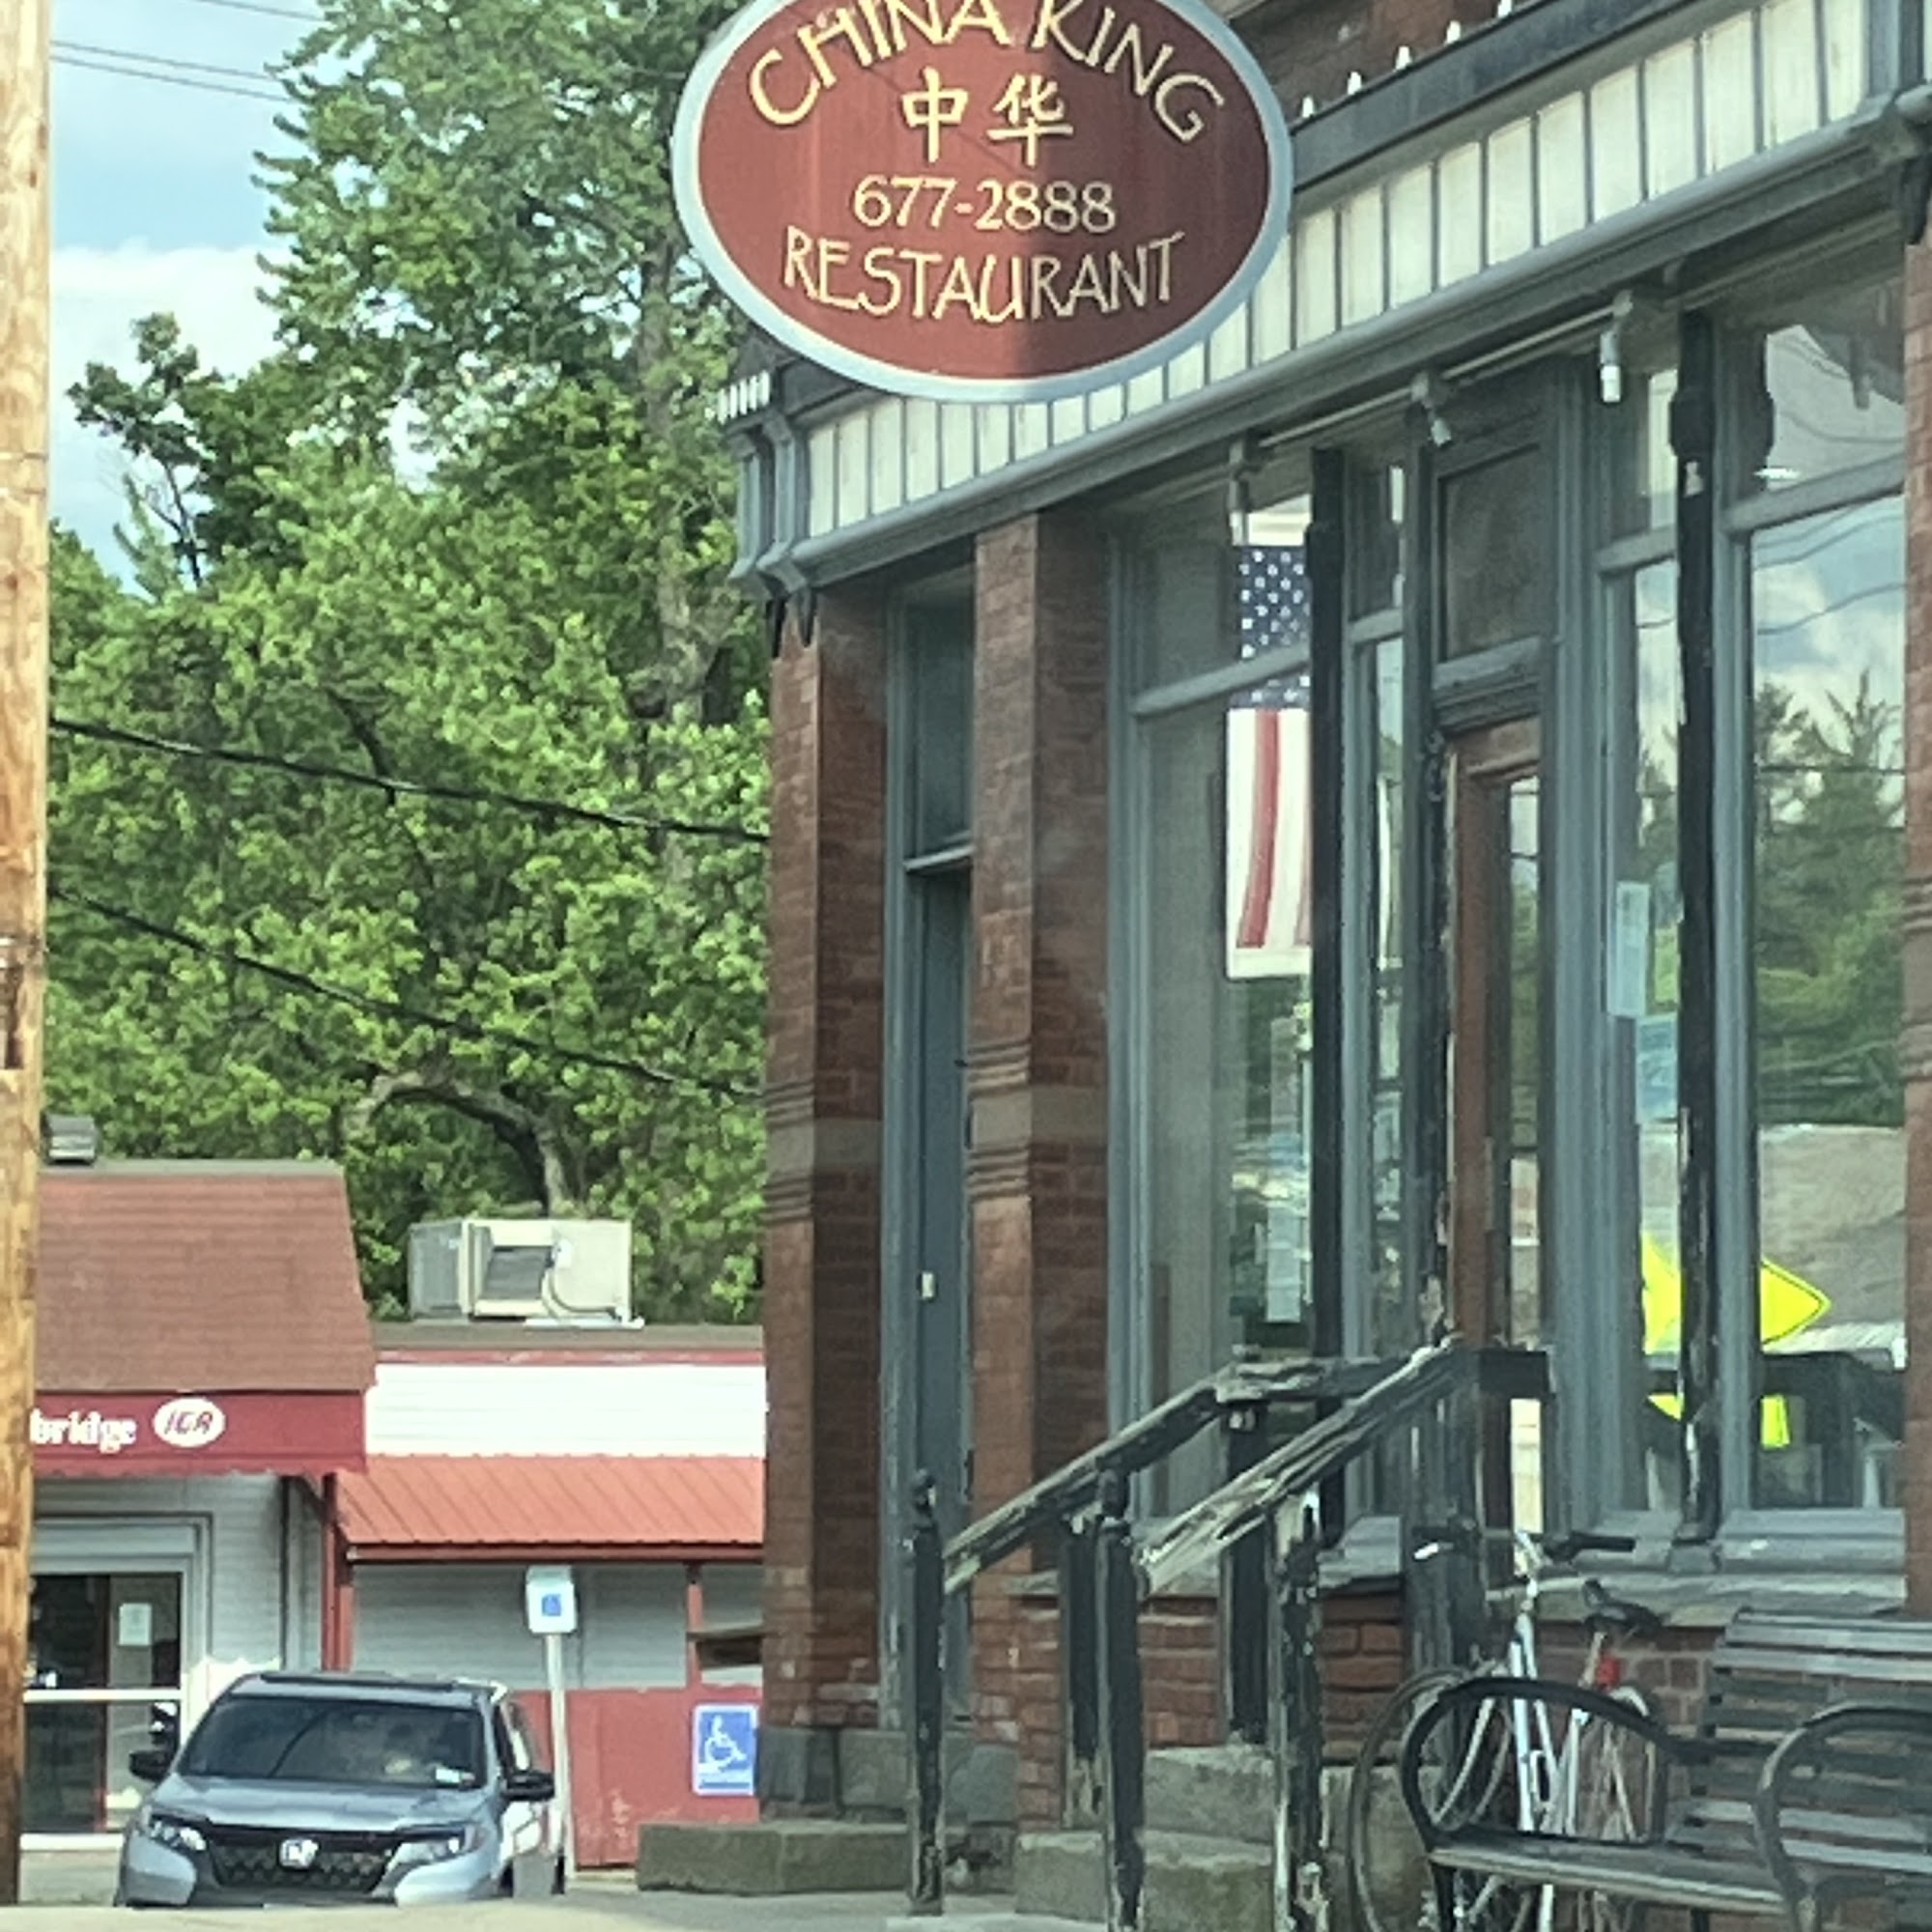 CHINA KING
中华
677-2888
RESTAURANT
bridge IGA